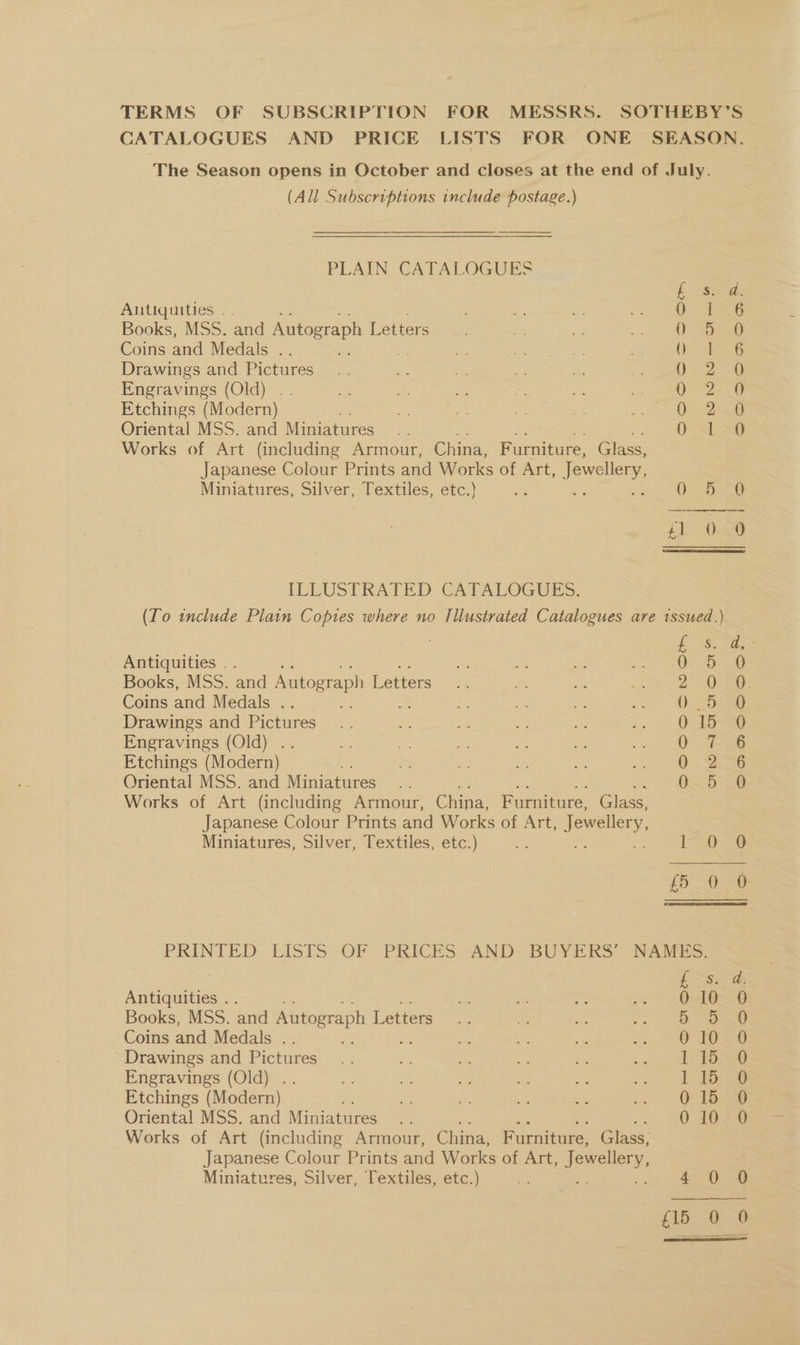 TERMS OF SUBSCRIPTION FOR MESSRS. SOTHEBY'S
CATALOGUES AND PRICE LISTS FOR ONE SEASON.
The Season opens in October and closes at the end of July.
(All Subscriptions include postage.)
PLAIN CATALOGUES
£ s. d.
Antiquities .. 0 1 6
Books, MSS. and Autograph Letters .. 0 5 0
Coins and Medals .. 0 1 6
Drawings and Pictures .. 0 2 0
Engravings (Old) .. 0 2 0
Etchings (Modern) .. 0 2 0
Oriental MSS. and Miniatures .. 0 1 0
Works of Art (including Armour, China, Furniture, Glass,
Japanese Colour Prints and Works of Art, Jewellery,
Miniatures, Silver, Textiles, etc.) .. 0 5 0
£1 0 0
ILLUSTRATED CATALOGUES.
(To include Plain Copies where no Illustrated Catalogues are issued.)
£ s. d.
Antiquities .. 0 5 0
Books, MSS. and Autograph Letters .. 2 0 0
Coins and Medals .. 0 5 0
Drawings and Pictures .. 0 15 0
Engravings (Old) .. 0 7 6
Etchings (Modern) .. 0 2 6
Oriental MSS. and Miniatures .. 0 5 0
Works of Art (including Armour, China, Furniture, Glass,
Japanese Colour Prints and Works of Art, Jewellery,
Miniatures, Silver, Textiles, etc.) .. 1 0 0
£5 0 0
PRINTED LISTS OF PRICES AND BUYERS' NAMES.
£ s. d.
Antiquities .. 0 10 0
Books, MSS. and Autograph Letters .. 5 5 0
Coins and Medals .. 0 10 0
Drawings and Pictures .. 1 15 0
Engravings (Old) .. 1 15 0
Etchings (Modern) .. 0 15 0
Oriental MSS. and Miniatures .. 0 10 0
Works of Art (including Armour, China, Furniture, Glass,
Japanese Colour Prints and Works of Art, Jewellery,
Miniatures, Silver, Textiles, etc.) .. 4 0 0
£15 0 0